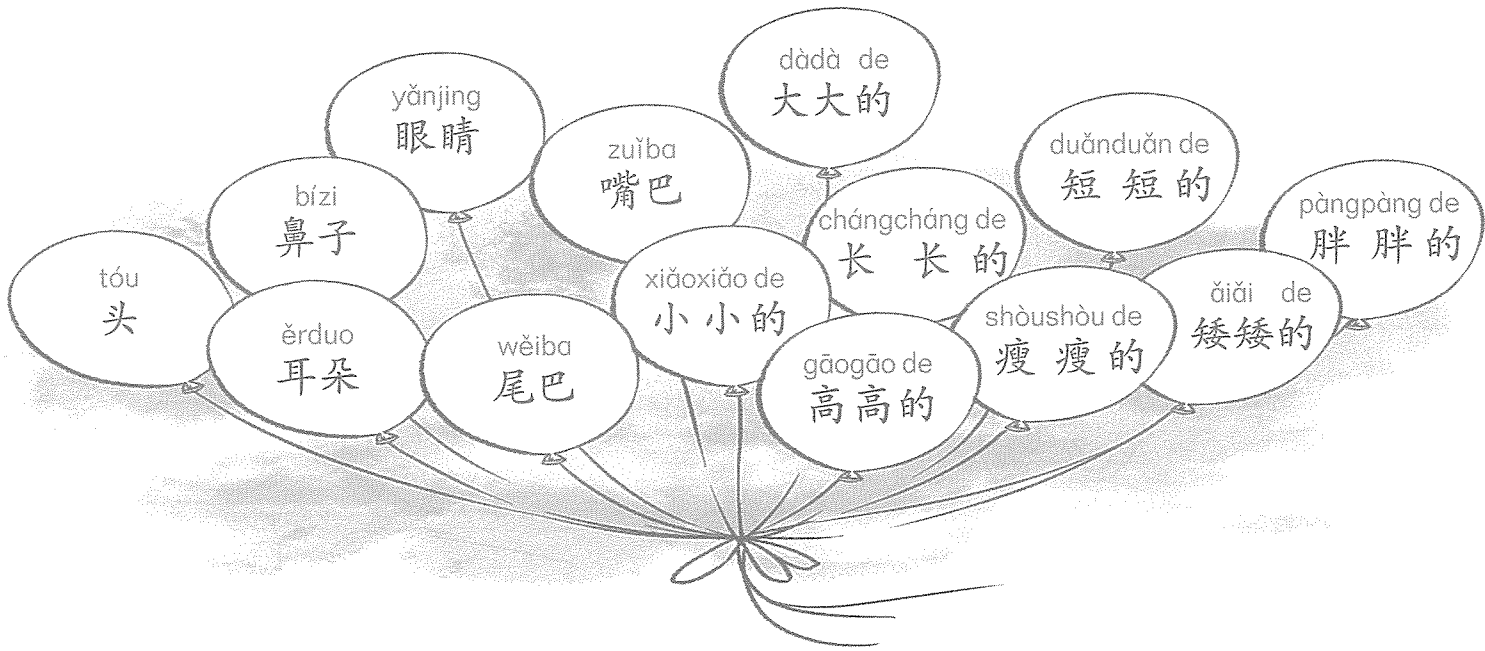 tóu
头
bízi
鼻子
yǎnjing
眼睛
ěrduo
耳朵
wěiba
尾巴
zuǐba
嘴巴
dàdà de
大大的
xiǎoxiǎo de
小小的
chángcháng de
长 长 的
gāogāo de
高高的
duǎnduǎn de
短 短 的
shòushòu de
瘦 瘦 的
ǎiǎi de
矮矮的
pàngpàng de
胖 胖 的